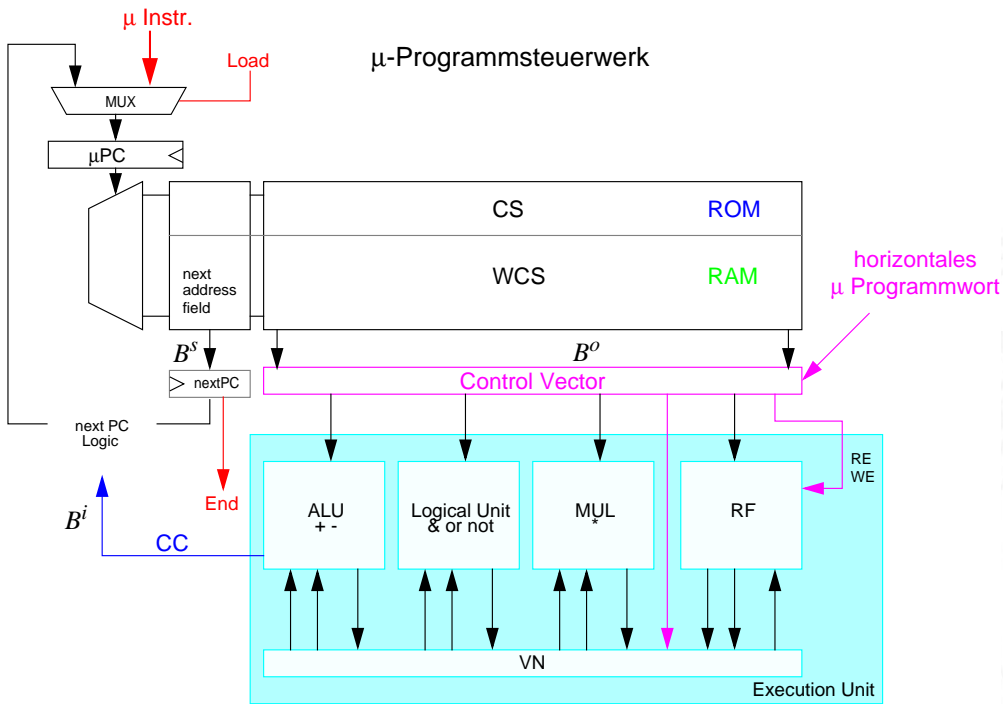 μ Instr.
μ-Programmsteuerwerk
Load
MUX
μPC
CS
ROM
WCS
RAM
next
address
field
horizontales
μ Programmwort
B^s
B^o
nextPC
Control Vector
next PC
Logic
End
RE
WE
B^i
CC
ALU
+ -
Logical Unit
& or not
MUL
*
RF
VN
Execution Unit